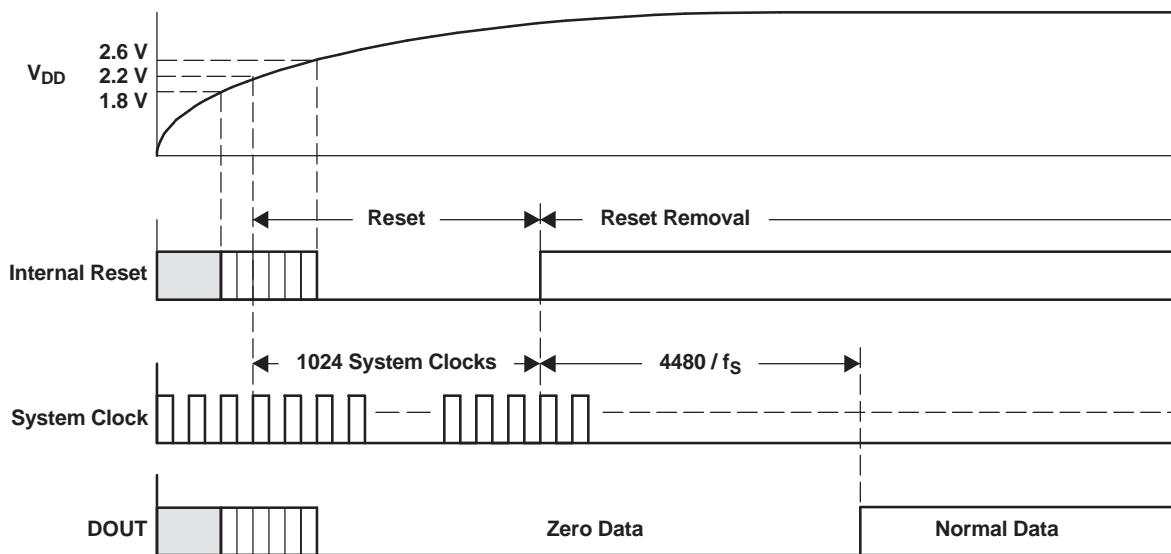 2.6 V
V_DD
2.2 V
1.8 V
Reset
Reset Removal
Internal Reset
1024 System Clocks
4480 / f_S
System Clock
DOUT
Zero Data
Normal Data